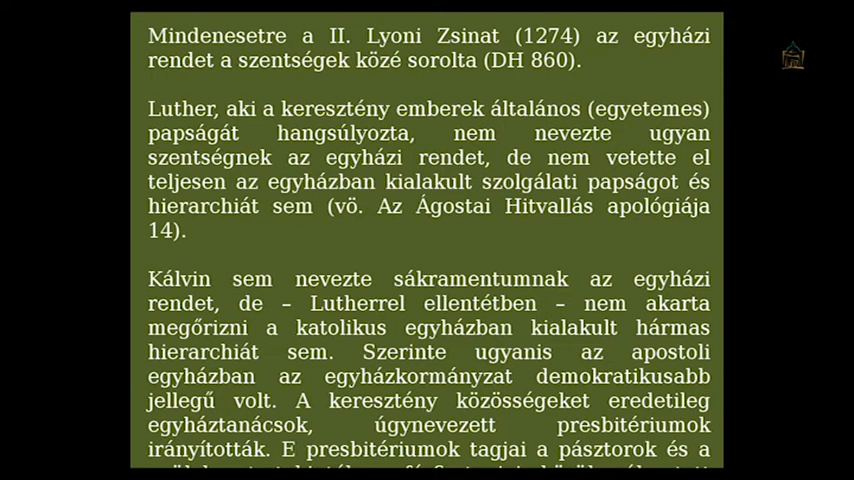 Mindenesetre a II. Lyoni Zsinat (1274) az egyházi
rendet a szentségek közé sorolta (DH 860).
Luther, aki a keresztény emberek általános (egyetemes)
papságát hangsúlyozta, nem nevezte ugyan
szentségnek az egyházi rendet, de nem vetette el
teljesen az egyházban kialakult szolgálati papságot és
hierarchiát sem (vö. Az Ágostai Hitvallás apológiája
14).
Kálvin sem nevezte sákramentumnak az egyházi
rendet, de – Lutherrel ellentétben – nem akarta
megőrizni a katolikus egyházban kialakult hármas
hierarchiát sem. Szerinte ugyanis az apostoli
egyházban az egyházkormányzat demokratikusabb
jellegű volt. A keresztény közösségeket eredetileg
egyháztanácsok, úgynevezett presbitériumok
irányították. E presbitériumok tagjai a pásztorok és a